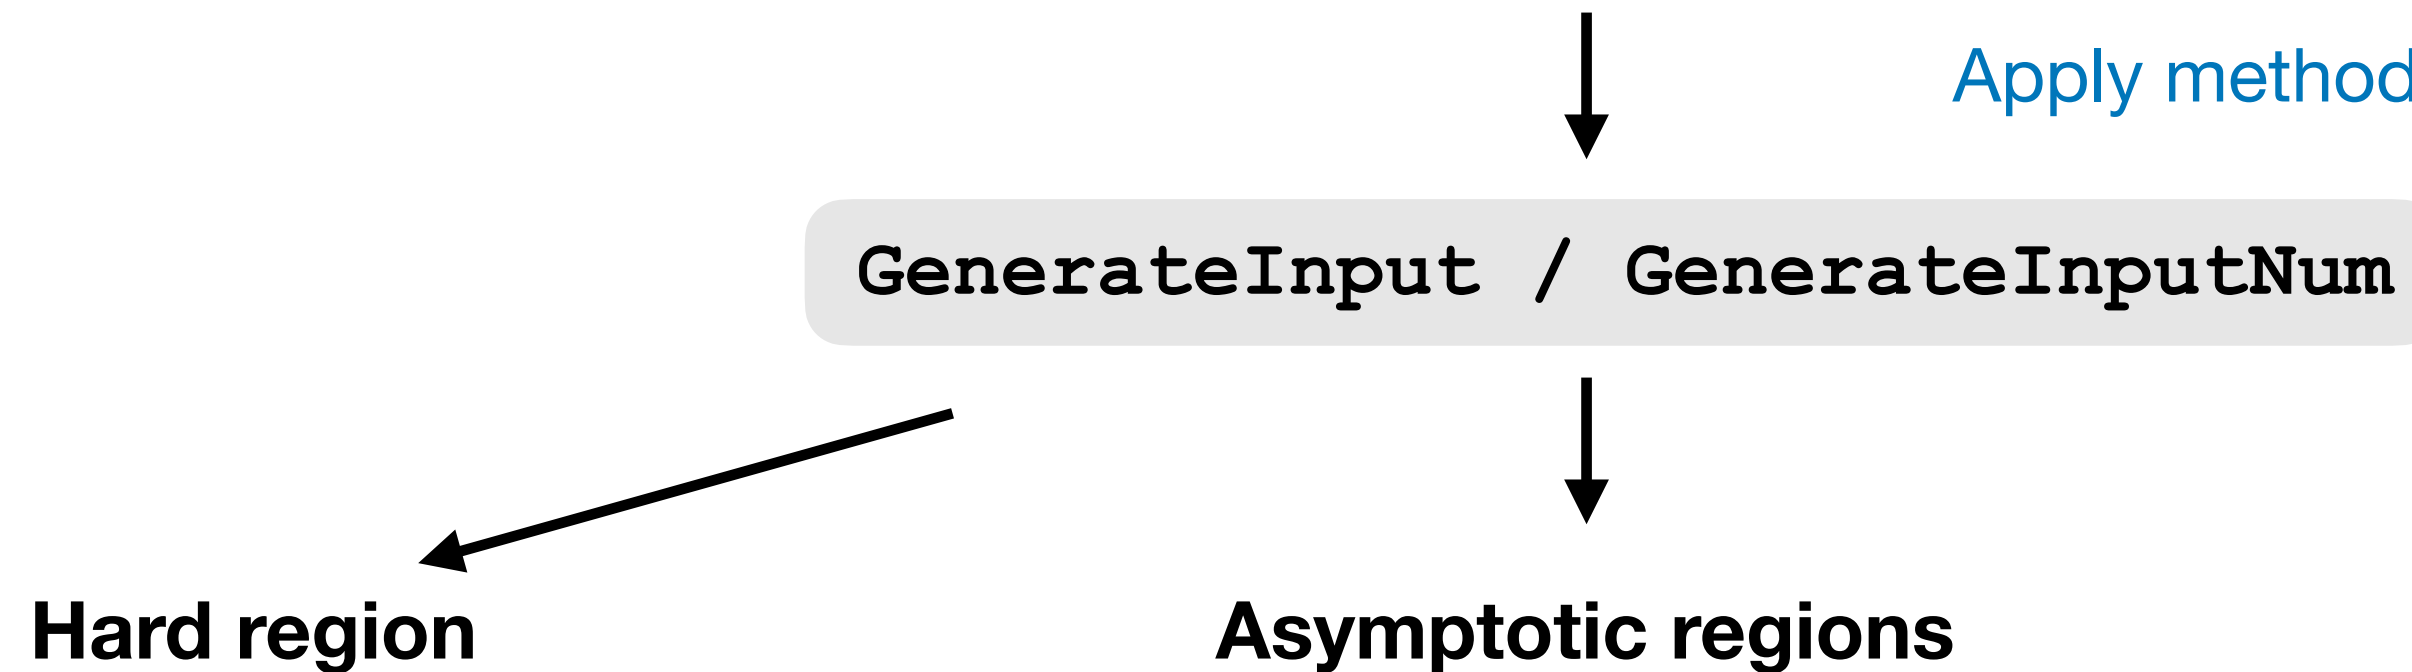 Apply method
GenerateInput / GenerateInputNum
Hard region
Asymptotic regions